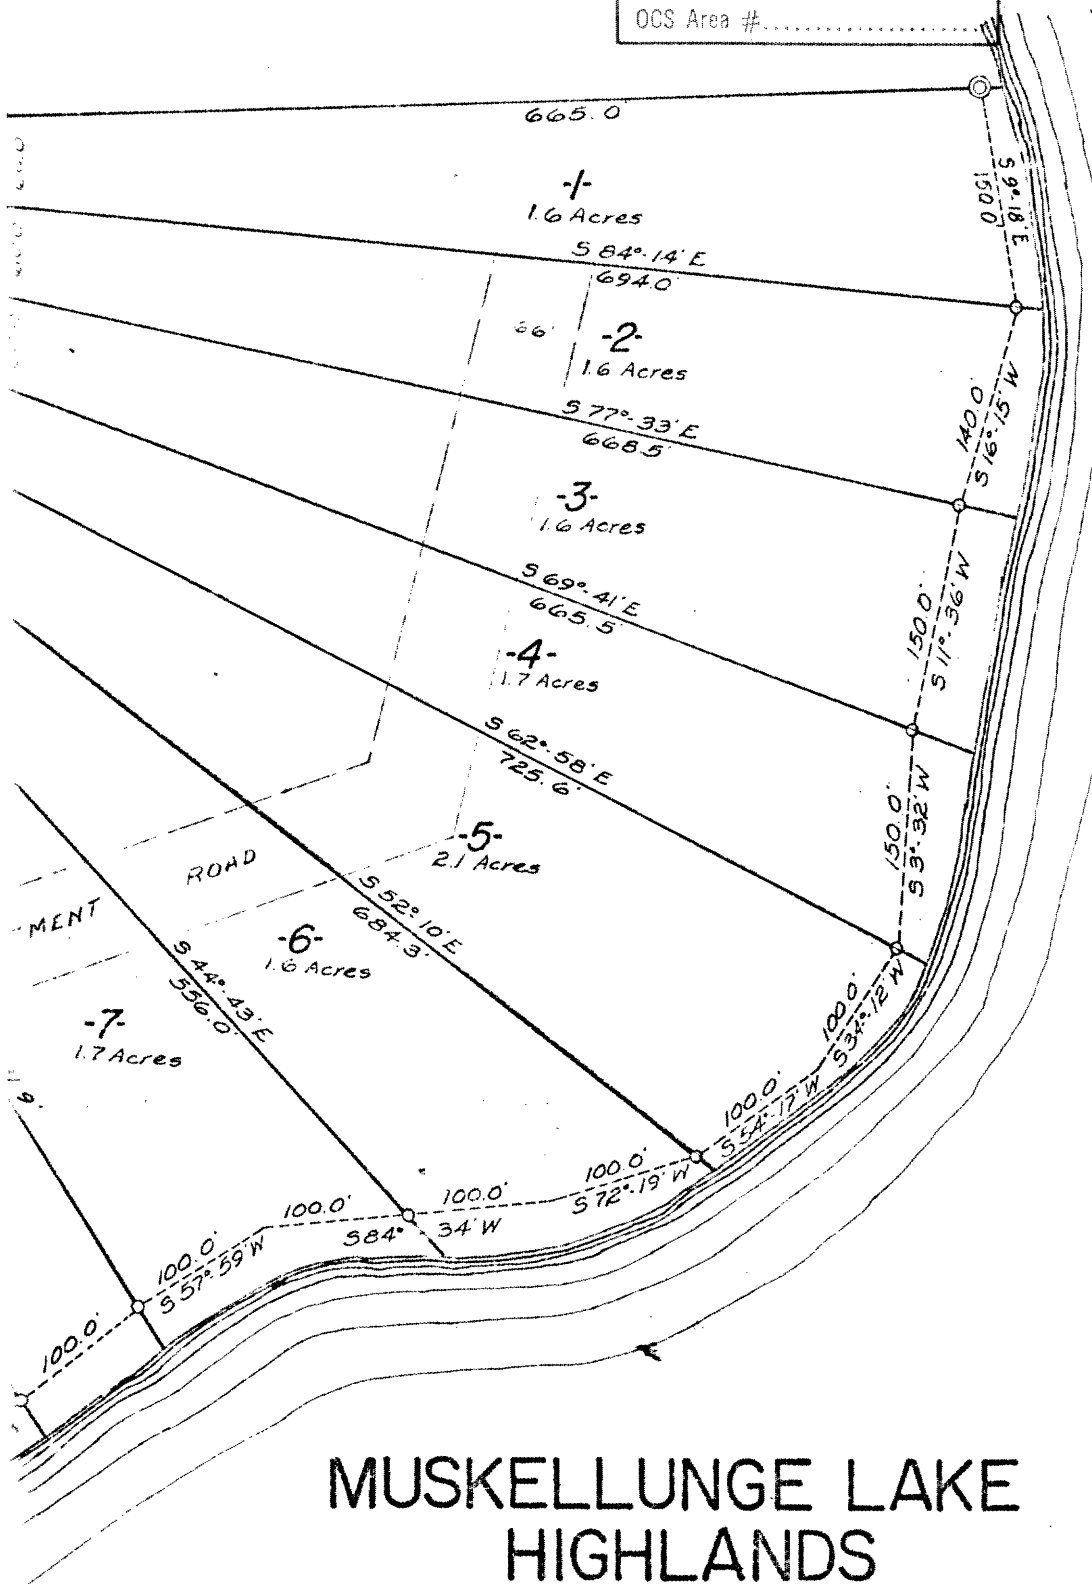 OCS Area #
665.0
S 9°-18' E
150.0'
-1-
1.6 Acres
S 84°-14' E
694.0'
66'
-2-
1.6 Acres
140.0'
S 16°-15' W
S 77°-33' E
668.5'
-3-
1.6 Acres
150.0'
S 11°-36' W
S 69°-41' E
665.5'
-4-
1.7 Acres
S 62°-58' E
725.6'
150.0'
S 3°-32' W
-5-
2.1 Acres
ROAD
MENT
S 52°-10' E
684.3'
-6-
1.6 Acres
S 44°-43' E
556.0'
-7-
1.7 Acres
100.0'
S 34°-12' W
100.0'
S 54°-17' W
100.0'
S 72°-19' W
100.0'
100.0'
S 84°-34' W
100.0'
S 57°-59' W
100.0'
MUSKELLUNGE LAKE
HIGHLANDS